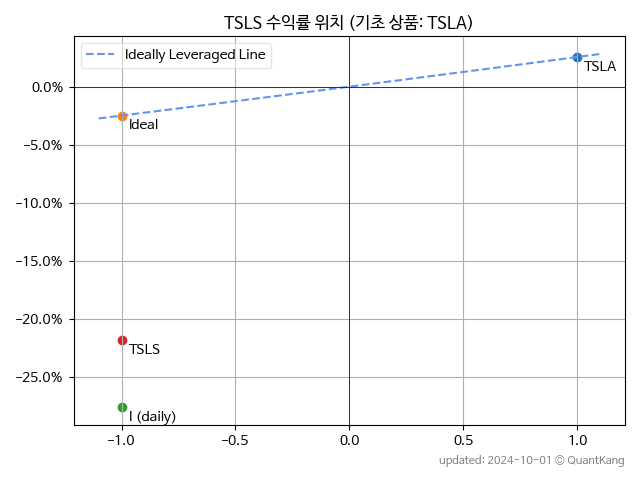 TSLS 수익률 위치 (기초 상품: TSLA)
Ideally Leveraged Line
TSLA
0.0%
Ideal
−5.0%
−10.0%
−15.0%
−20.0%
TSLS
−25.0%
I (daily)
−1.0 −0.5 0.0 0.5 1.0
updated: 2024-10-01 © QuantKang